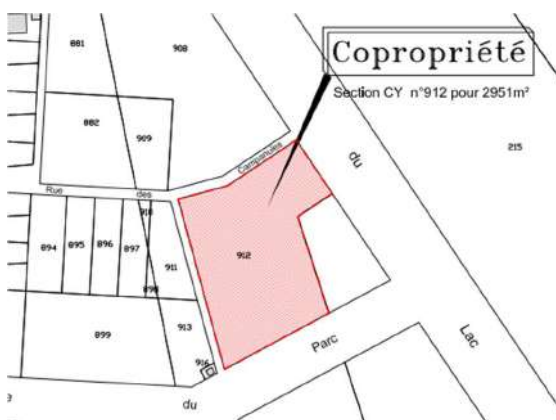 Copropriété
Section CY n°912 pour 2951m²
881
908
882
909
215
Campanules
du
Rue des
910
894
895
896
897
898
911
912
899
913
916
Parc
Lac
du